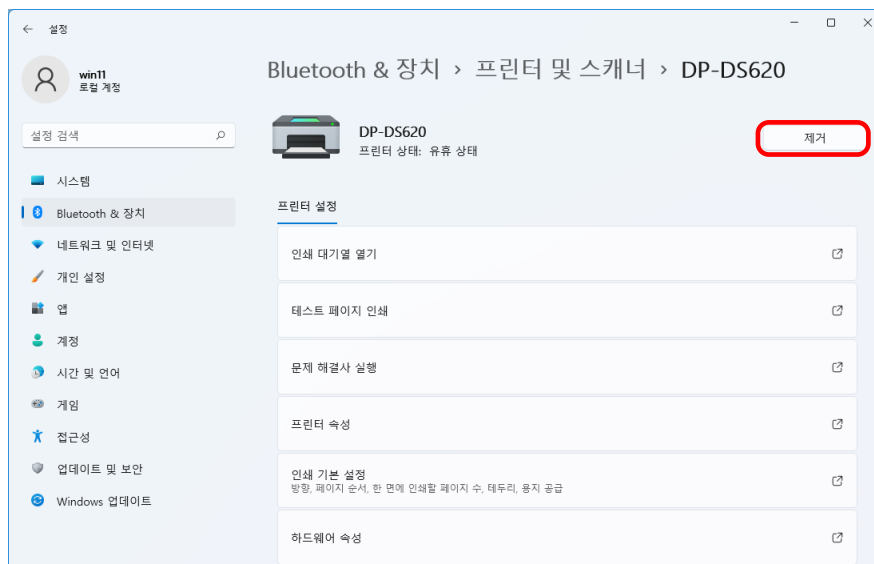 설정
win11
로컬 계정
설정 검색
시스템
Bluetooth & 장치
네트워크 및 인터넷
개인 설정
앱
계정
시간 및 언어
게임
접근성
업데이트 및 보안
Windows 업데이트
Bluetooth & 장치 > 프린터 및 스캐너 > DP-DS620
DP-DS620
프린터 상태: 유휴 상태
제거
프린터 설정
인쇄 대기열 열기
테스트 페이지 인쇄
문제 해결사 실행
프린터 속성
인쇄 기본 설정
방향, 페이지 순서, 한 면에 인쇄할 페이지 수, 테두리, 용지 공급
하드웨어 속성